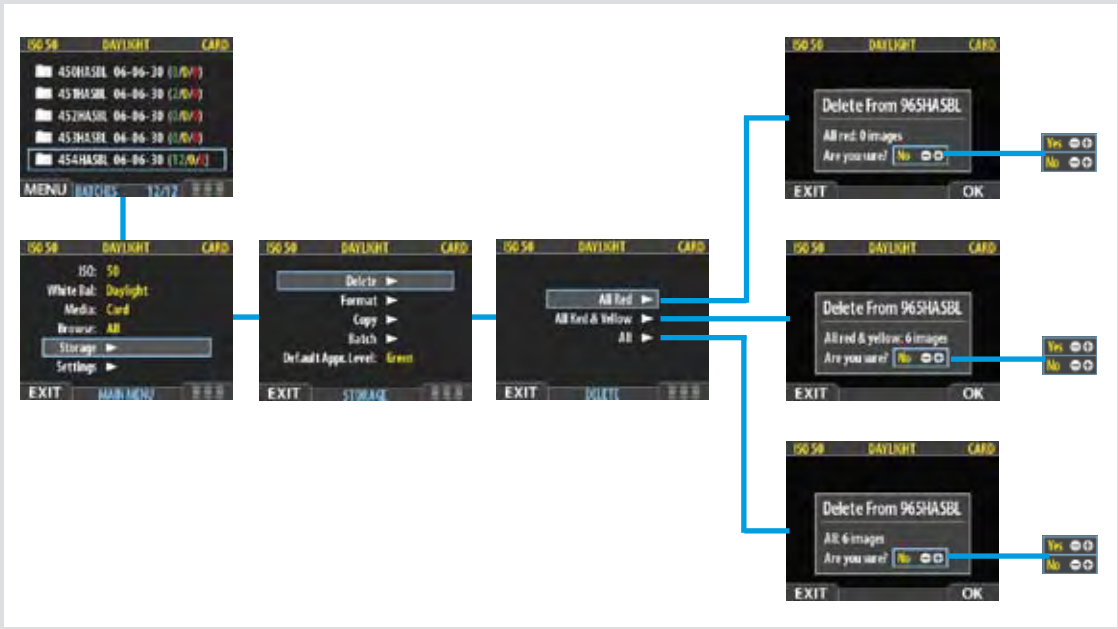 ISO 50 DAYLIGHT CARD
450HASBL 06-06-30
451HASBL 06-06-30
452HASBL 06-06-30
453HASBL 06-06-30
454HASBL 06-06-30 (12/0/0)
MENU BATCHES 12/12
ISO 50 DAYLIGHT CARD
ISO: 50
White Bal: Daylight
Media: Card
Browse: All
Storage
Settings
EXIT MAIN MENU
ISO 50 DAYLIGHT CARD
Delete
Format
Copy
Batch
Default Appr. Level: Green
EXIT STORAGE
ISO 50 DAYLIGHT CARD
All Red
All Red & Yellow
All
EXIT DELETE
ISO 50 DAYLIGHT CARD
Delete From 965HASBL
All red: 0 images
Are you sure? No
EXIT OK
Yes
No
ISO 50 DAYLIGHT CARD
Delete From 965HASBL
All red & yellow: 6 images
Are you sure? No
EXIT OK
Yes
No
ISO 50 DAYLIGHT CARD
Delete From 965HASBL
All: 6 images
Are you sure? No
EXIT OK
Yes
No